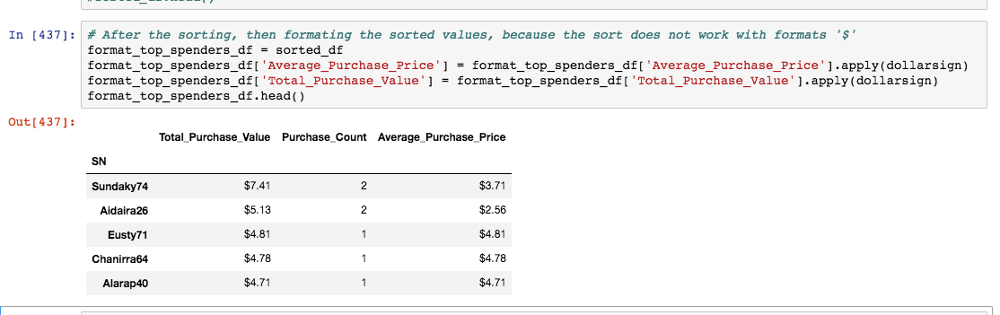 In [437]: # After the sorting, then formating the sorted values, because the sort does not work with formats '$'
format_top_spenders_df = sorted_df
format_top_spenders_df['Average_Purchase_Price'] = format_top_spenders_df['Average_Purchase_Price'].apply(dollarsign)
format_top_spenders_df['Total_Purchase_Value'] = format_top_spenders_df['Total_Purchase_Value'].apply(dollarsign)
format_top_spenders_df.head()
Out[437]:
Total_Purchase_Value Purchase_Count Average_Purchase_Price
SN
Sundaky74 $7.41 2 $3.71
Aidaira26 $5.13 2 $2.56
Eusty71 $4.81 1 $4.81
Chanirra64 $4.78 1 $4.78
Alarap40 $4.71 1 $4.71